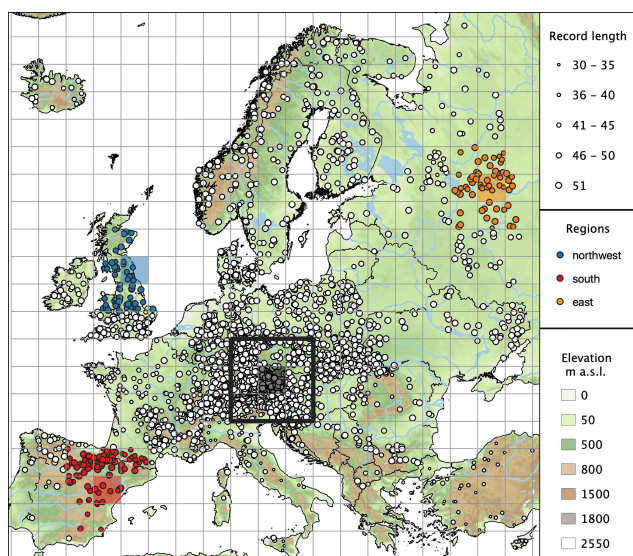 Record length
30 – 35
36 – 40
41 – 45
46 – 50
51
Regions
northwest
south
east
Elevation
m a.s.l.
0
50
500
800
1500
1800
2550